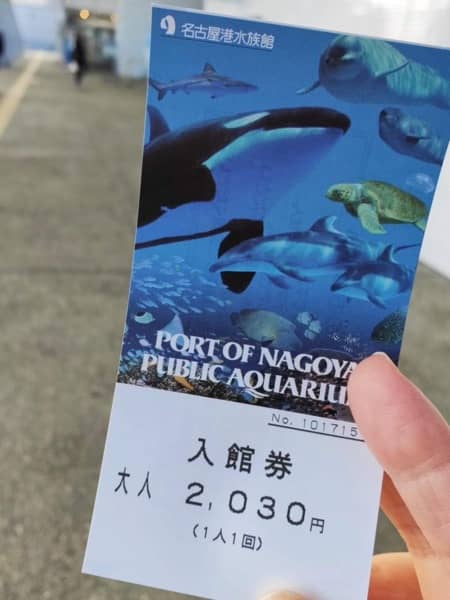 名古屋港水族館
PORT OF NAGOYA
PUBLIC
No. 101715
入館券
大人 2,030円
(1人1回)